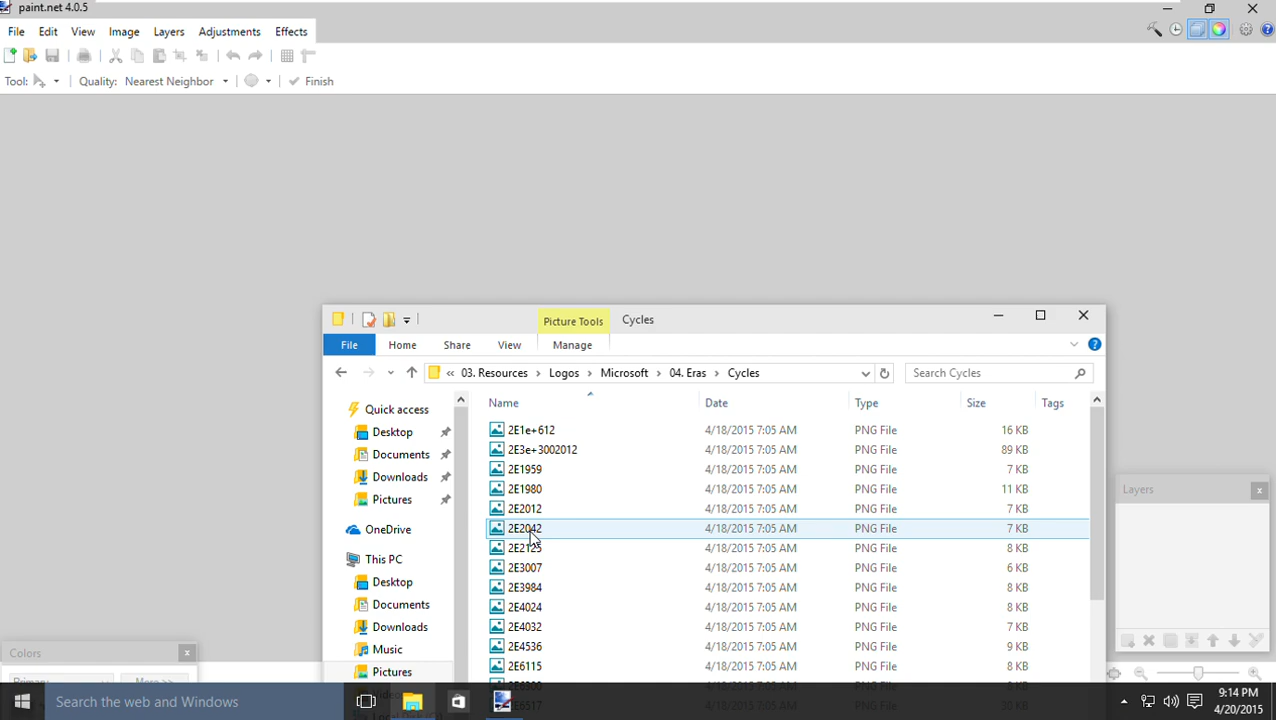 paint.net 4.0.5
File Edit View Image Layers Adjustments Effects
Tool: Quality: Nearest Neighbor Finish
Picture Tools Cycles
File Home Share View Manage
« 03. Resources › Logos › Microsoft › 04. Eras › Cycles Search Cycles
Name Date Type Size Tags
Quick access
Desktop
Documents
Downloads
Pictures
OneDrive
This PC
Desktop
Documents
Downloads
Music
Pictures
2E1e+612 4/18/2015 7:05 AM PNG File 16 KB
2E3e+3002012 4/18/2015 7:05 AM PNG File 89 KB
2E1959 4/18/2015 7:05 AM PNG File 7 KB
2E1980 4/18/2015 7:05 AM PNG File 11 KB
2E2012 4/18/2015 7:05 AM PNG File 7 KB
2E2042 4/18/2015 7:05 AM PNG File 7 KB
2E2125 4/18/2015 7:05 AM PNG File 8 KB
2E3007 4/18/2015 7:05 AM PNG File 6 KB
2E3984 4/18/2015 7:05 AM PNG File 8 KB
2E4024 4/18/2015 7:05 AM PNG File 8 KB
2E4032 4/18/2015 7:05 AM PNG File 7 KB
2E4536 4/18/2015 7:05 AM PNG File 9 KB
2E6115 4/18/2015 7:05 AM PNG File 8 KB
Layers
Colors
Primary More >>
Search the web and Windows
9:14 PM
4/20/2015